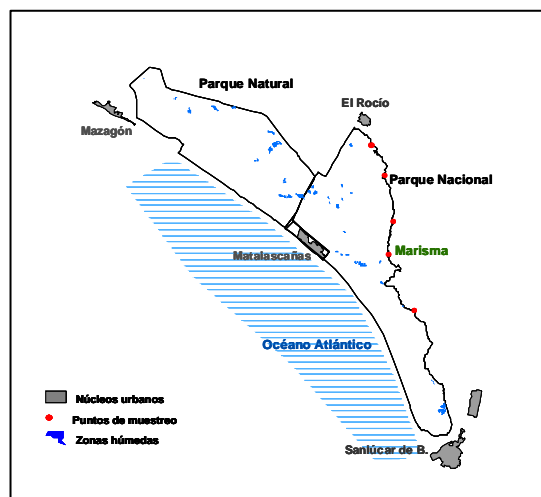 Parque Natural
El Rocío
Mazagón
Parque Nacional
Marisma
Matalascañas
Océano Atlántico
Núcleos urbanos
Puntos de muestreo
Zonas húmedas
Sanlúcar de B.